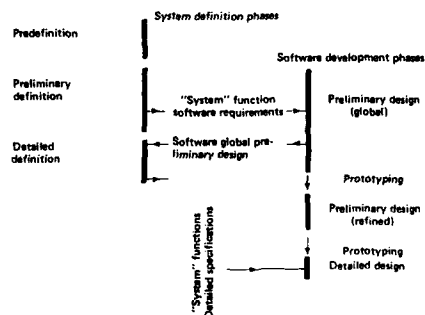 System definition phases
Predefinition
Software development phases
Preliminary
definition
"System" function
software requirements
Preliminary design
(global)
Detailed
definition
Software global pre-
liminary design
Prototyping
Preliminary design
(refined)
"System" functions
Detailed specifications
Prototyping
Detailed design